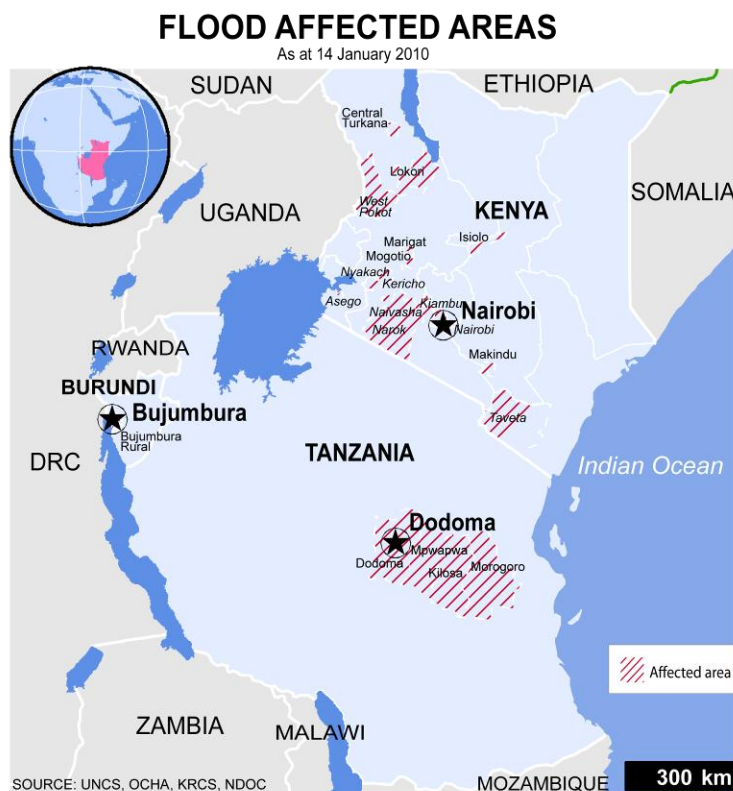 FLOOD AFFECTED AREAS
As at 14 January 2010
SUDAN
ETHIOPIA
Central
Turkana
Lokori
SOMALIA
UGANDA
West
Pokot
KENYA
Isiolo
Marigat
Mogotio
Nyakach
Kericho
Asego
Kiambu
Naivasha
Nairobi
Narok
Nairobi
RWANDA
Makindu
BURUNDI
Bujumbura
Taveta
Bujumbura
Rural
TANZANIA
DRC
Indian Ocean
Dodoma
Mpwapwa
Dodoma
Morogoro
Kilosa
Affected area
ZAMBIA
MALAWI
SOURCE: UNCS, OCHA, KRCS, NDOC
MOZAMBIQUE
300 km